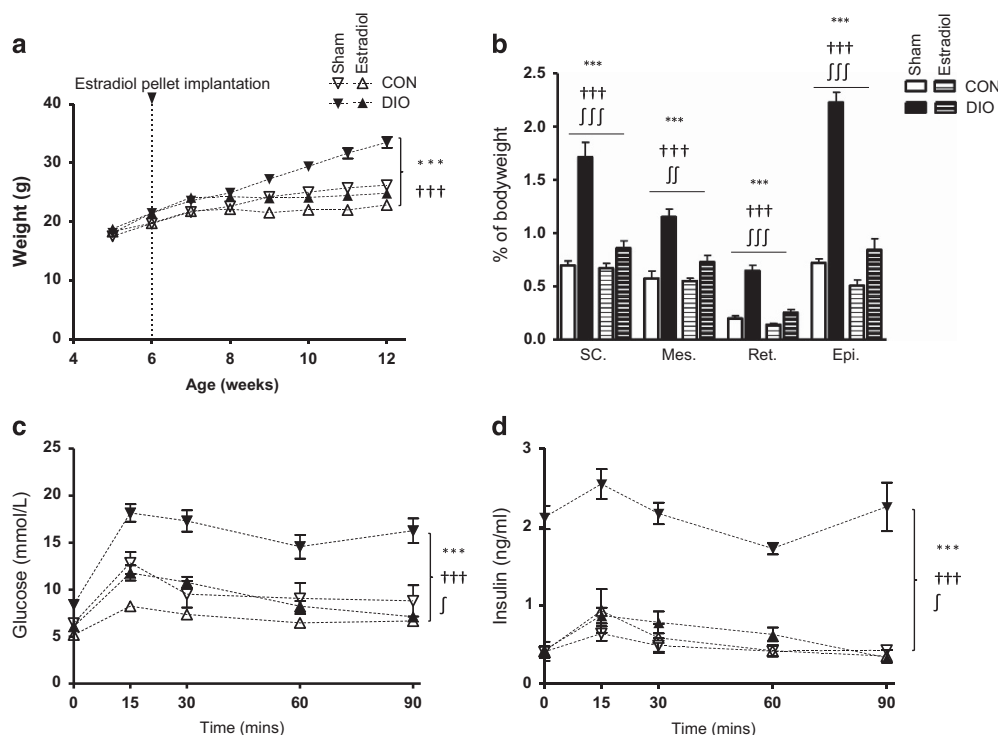 a
Estradiol pellet implantation
Sham
Estradiol
CON
DIO
Weight (g)
40
30
20
10
0
4
6
8
10
12
Age (weeks)
***
†††
b
Sham
Estradiol
CON
DIO
% of bodyweight
2.5
2.0
1.5
1.0
0.5
0.0
***
†††
∫∫∫
***
†††
∫∫
***
†††
∫∫∫
***
†††
∫∫∫
SC.
Mes.
Ret.
Epi.
c
Glucose (mmol/L)
25
20
15
10
5
0
0
15
30
60
90
Time (mins)
***
†††
∫
d
Insulin (ng/ml)
3
2
1
0
0
15
30
60
90
Time (mins)
***
†††
∫